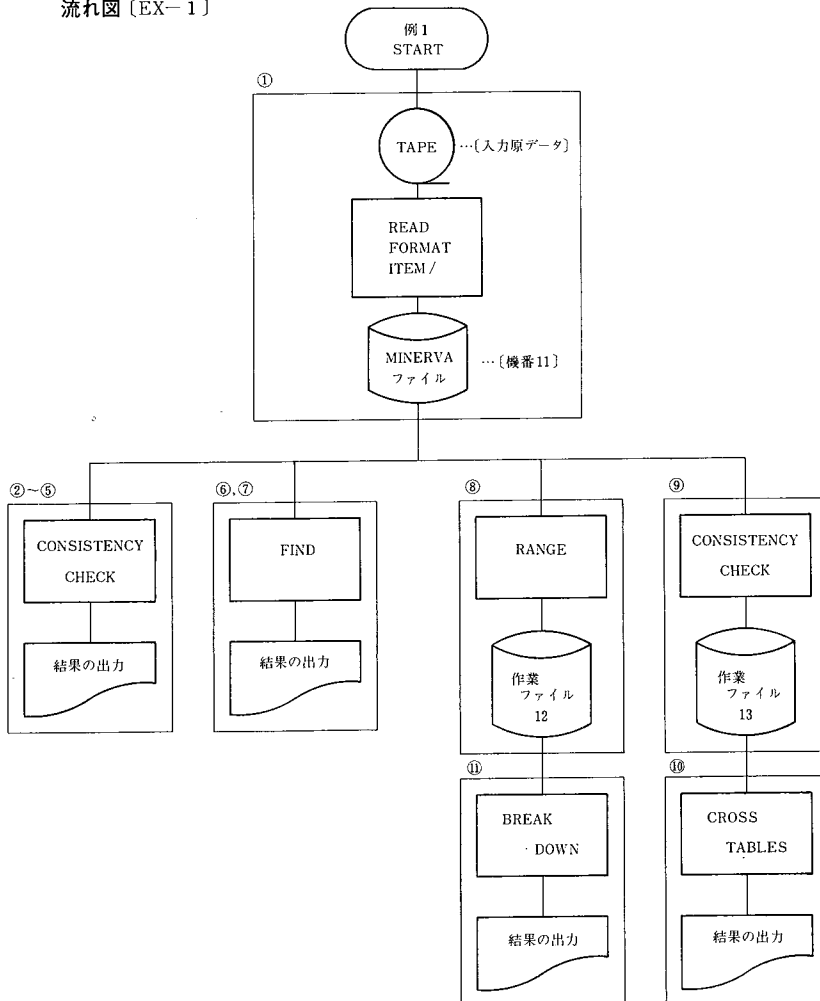 流れ図〔EX－1〕
例1
START
①
TAPE
…〔入力原データ〕
READ
FORMAT
ITEM/
MINERVA
ファイル
…〔機番11〕
②～⑤
CONSISTENCY
CHECK
結果の出力
⑥,⑦
FIND
結果の出力
⑧
RANGE
作業
ファイル
12
⑨
CONSISTENCY
CHECK
作業
ファイル
13
⑪
BREAK
DOWN
結果の出力
⑩
CROSS
TABLES
結果の出力